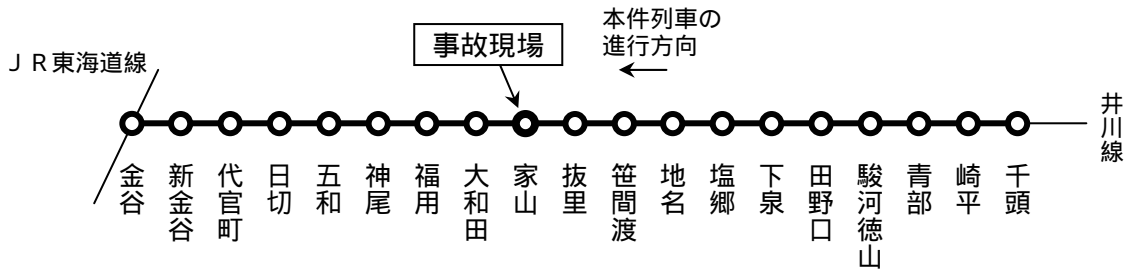 本件列車の
進行方向
事故現場
ＪＲ東海道線
井川線
金谷
新金谷
代官町
日切
五和
神尾
福用
大和田
家山
抜里
笹間渡
地名
塩郷
下泉
田野口
駿河徳山
青部
崎平
千頭